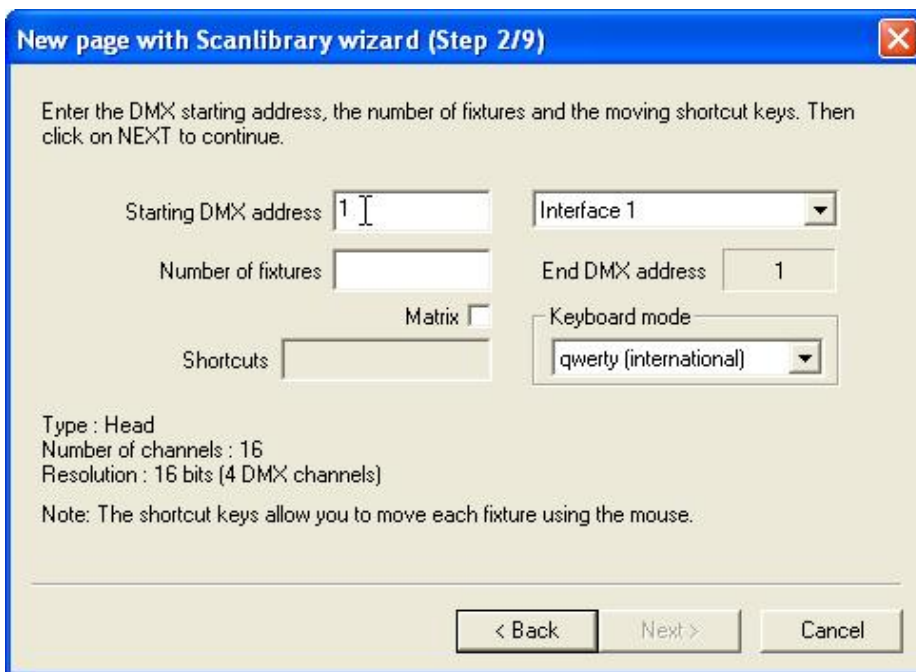 New page with Scanlibrary wizard (Step 2/9)
Enter the DMX starting address, the number of fixtures and the moving shortcut keys. Then
click on NEXT to continue.
Starting DMX address 1 Interface 1
Number of fixtures End DMX address 1
Matrix Keyboard mode
Shortcuts qwerty (international)
Type : Head
Number of channels : 16
Resolution : 16 bits (4 DMX channels)
Note: The shortcut keys allow you to move each fixture using the mouse.
< Back Next > Cancel